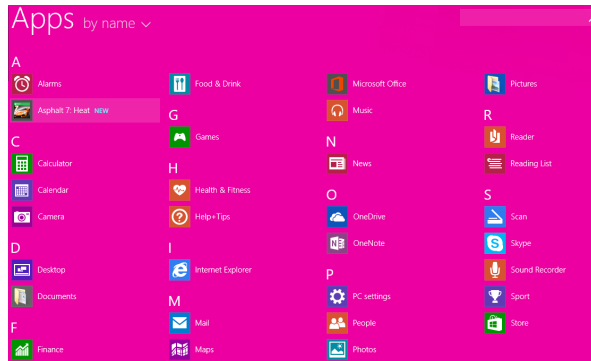 Apps by name
A
Alarms
Asphalt 7: Heat NEW
C
Calculator
Calendar
Camera
D
Desktop
Documents
F
Finance
Food & Drink
G
Games
H
Health & Fitness
Help+Tips
I
Internet Explorer
M
Mail
Maps
Microsoft Office
Music
N
News
O
OneDrive
OneNote
P
PC settings
People
Photos
Pictures
R
Reader
Reading List
S
Scan
Skype
Sound Recorder
Sport
Store